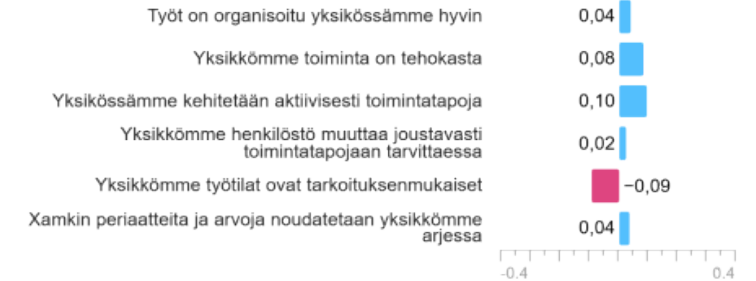 Työt on organisoitu yksikössämme hyvin 0,04
Yksikkömme toiminta on tehokasta 0,08
Yksikössämme kehitetään aktiivisesti toimintatapoja 0,10
Yksikkömme henkilöstö muuttaa joustavasti
toimintatapojaan tarvittaessa 0,02
Yksikkömme työtilat ovat tarkoituksenmukaiset −0,09
Xamkin periaatteita ja arvoja noudatetaan yksikkömme
arjessa 0,04
-0.4 0.4